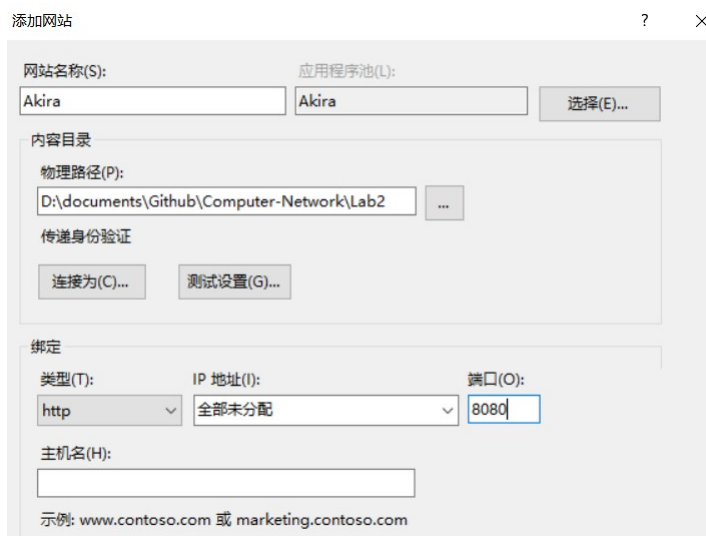 添加网站 ? ×
网站名称(S): 应用程序池(L):
Akira Akira 选择(E)...
内容目录
物理路径(P):
D:\documents\Github\Computer-Network\Lab2 ...
传递身份验证
连接为(C)... 测试设置(G)...
绑定
类型(T): IP 地址(I): 端口(O):
http 全部未分配 8080
主机名(H):
示例: www.contoso.com 或 marketing.contoso.com